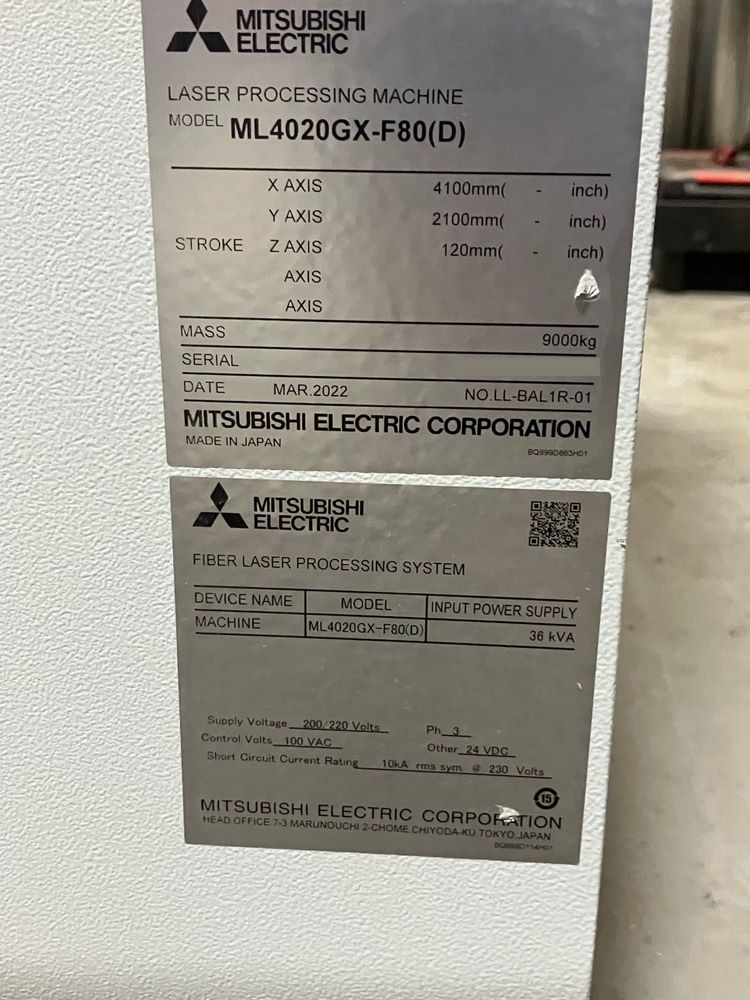 MITSUBISHI
ELECTRIC
LASER PROCESSING MACHINE
MODEL ML4020GX-F80(D)
X AXIS 4100mm( - inch)
Y AXIS 2100mm( - inch)
STROKE Z AXIS 120mm( - inch)
AXIS
AXIS
MASS 9000kg
SERIAL
DATE MAR.2022 NO.LL-BAL1R-01
MITSUBISHI ELECTRIC CORPORATION
MADE IN JAPAN
BQ999D863H01
MITSUBISHI
ELECTRIC
FIBER LASER PROCESSING SYSTEM
DEVICE NAME MODEL INPUT POWER SUPPLY
MACHINE ML4020GX-F80(D) 36 kVA
Supply Voltage 200/220 Volts Ph 3
Control Volts 100 VAC Other 24 VDC
Short Circuit Current Rating 10kA rms sym. @ 230 Volts
15
MITSUBISHI ELECTRIC CORPORATION
HEAD OFFICE:7-3 MARUNOUCHI 2-CHOME,CHIYODA-KU TOKYO,JAPAN